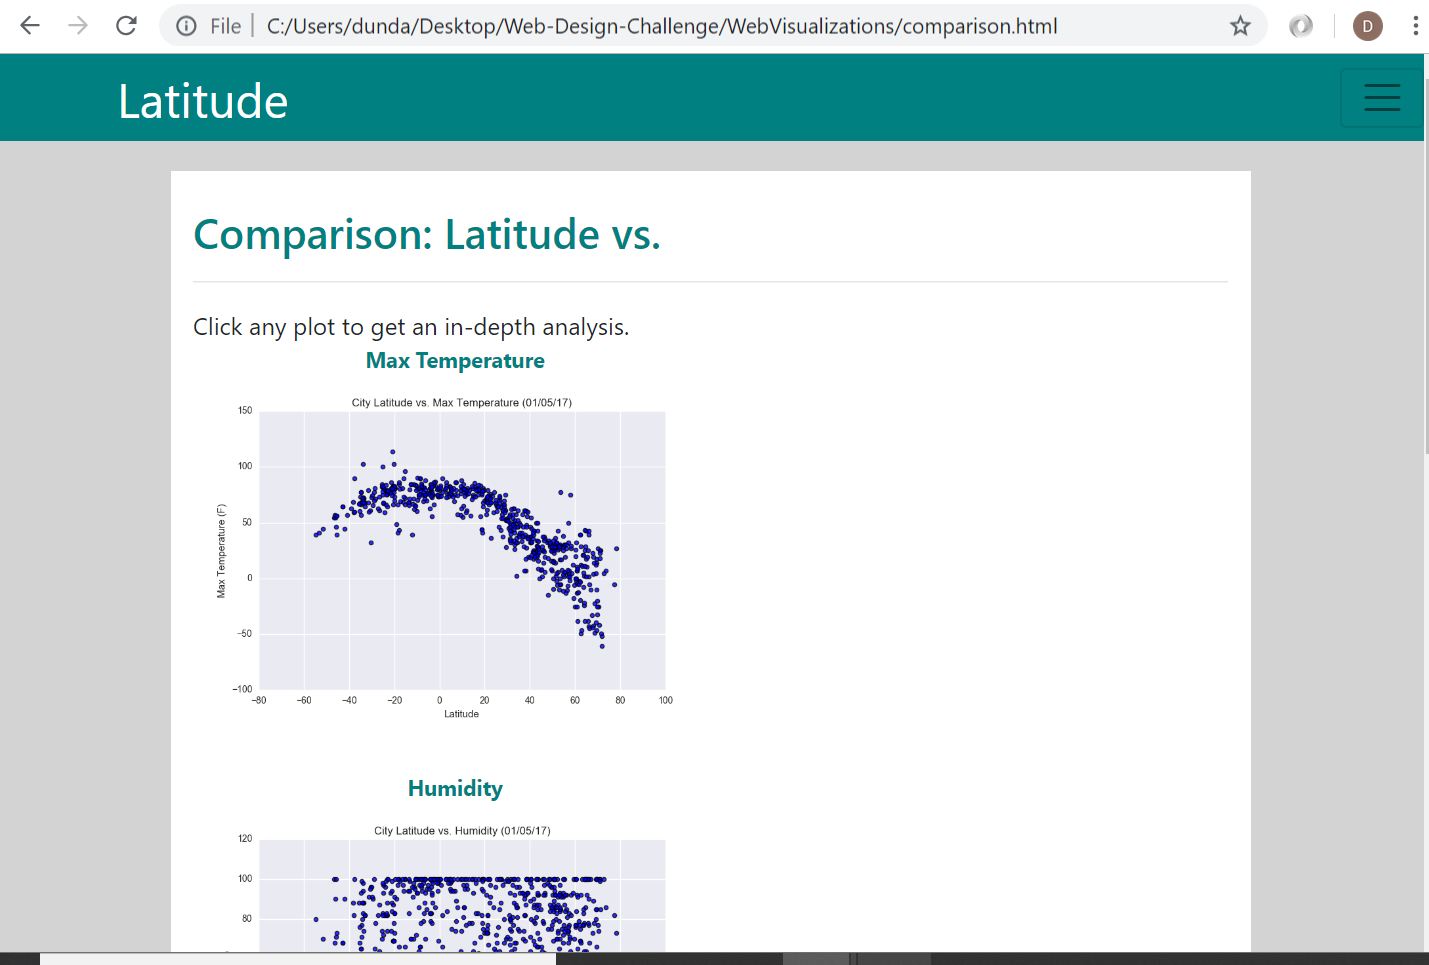 File C:/Users/dunda/Desktop/Web-Design-Challenge/WebVisualizations/comparison.html
D
Latitude
Comparison: Latitude vs.
Click any plot to get an in-depth analysis.
Max Temperature
City Latitude vs. Max Temperature (01/05/17)
150
100
50
0
−50
−100
Max Temperature (F)
−80 −60 −40 −20 0 20 40 60 80 100
Latitude
Humidity
City Latitude vs. Humidity (01/05/17)
120
100
80